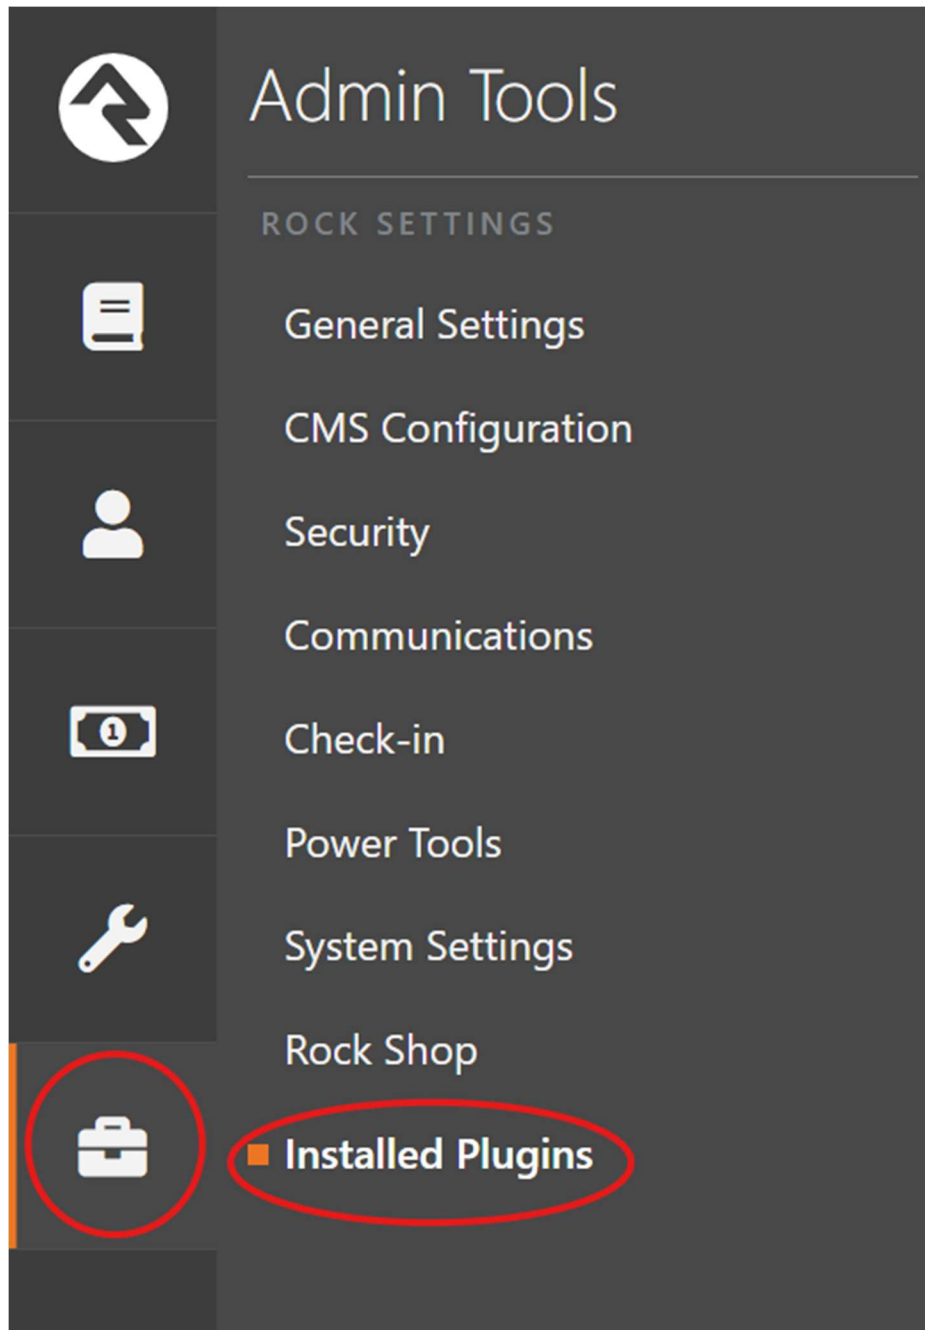 Admin Tools
ROCK SETTINGS
General Settings
CMS Configuration
Security
Communications
Check-in
1
Power Tools
System Settings
Rock Shop
Installed Plugins